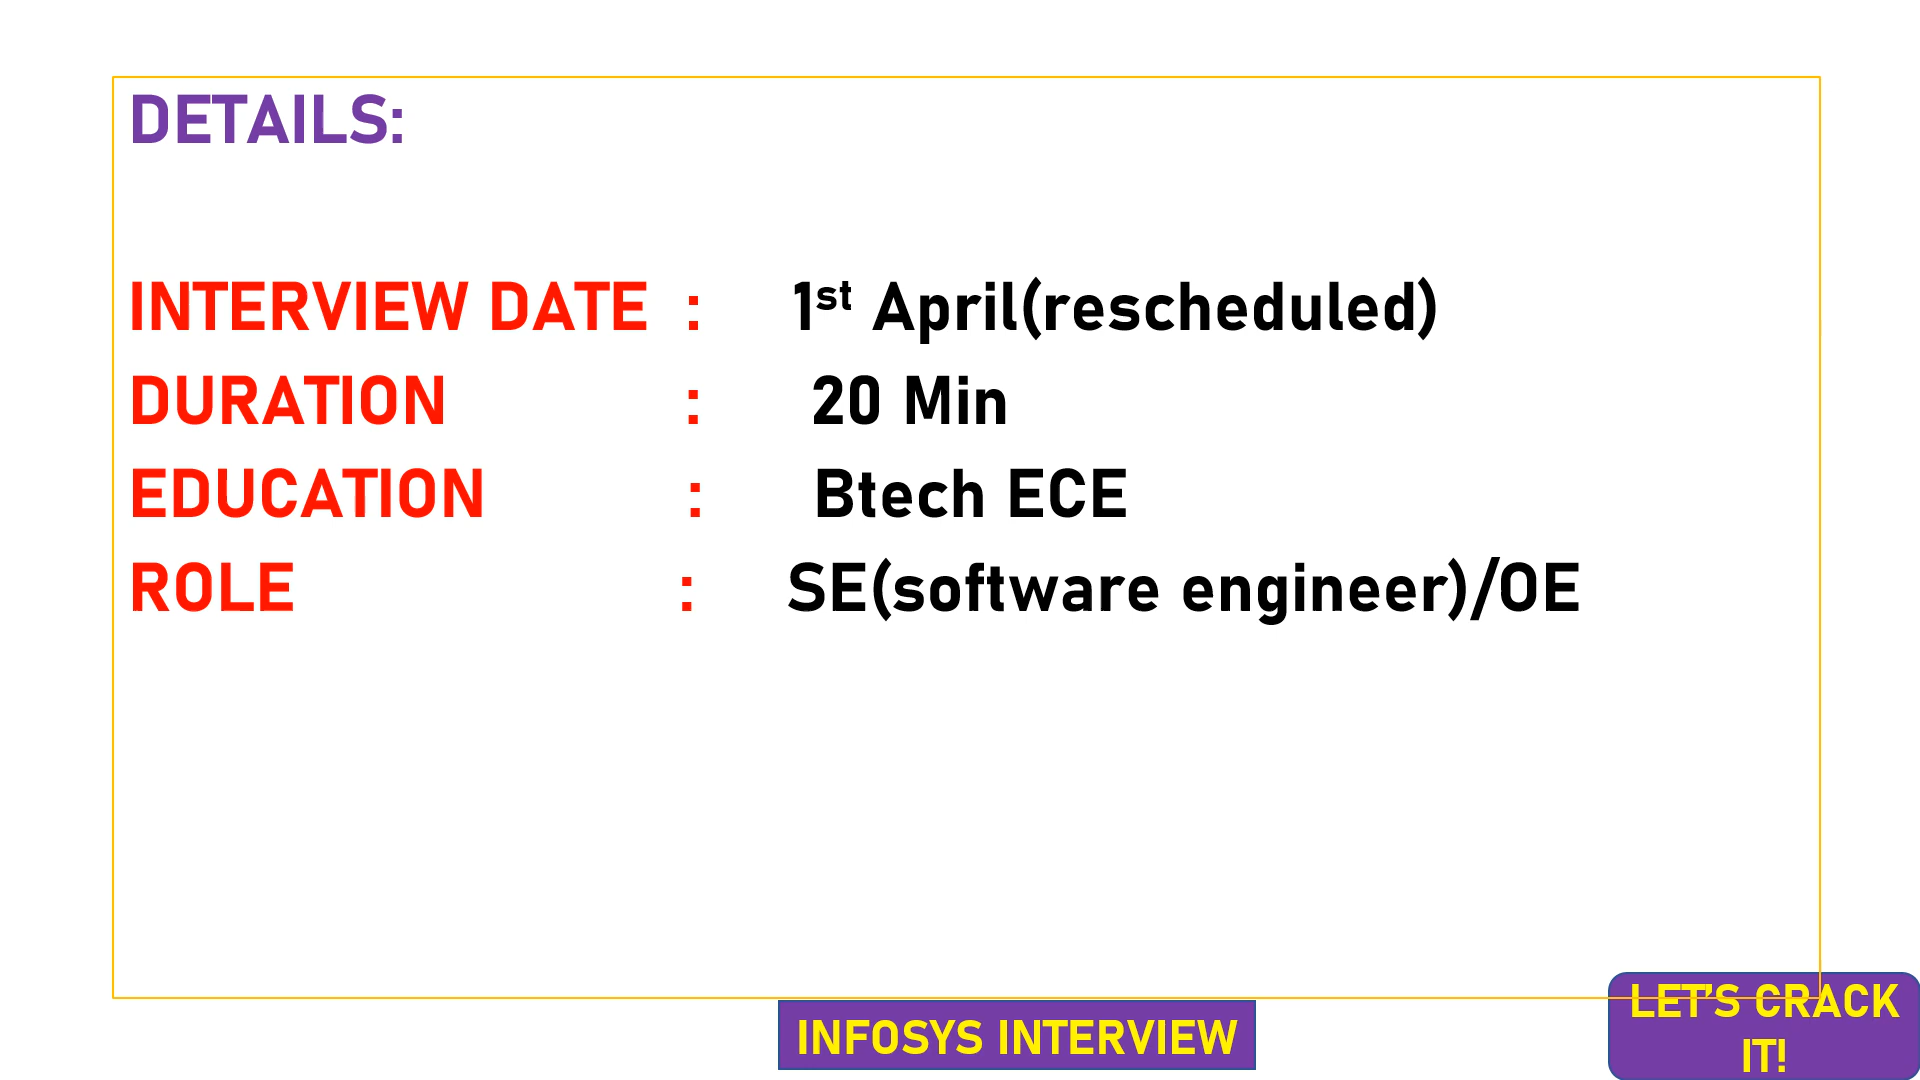 DETAILS:
INTERVIEW DATE : 1st April(rescheduled)
DURATION : 20 Min
EDUCATION : Btech ECE
ROLE : SE(software engineer)/OE
INFOSYS INTERVIEW
LET'S CRACK
IT!